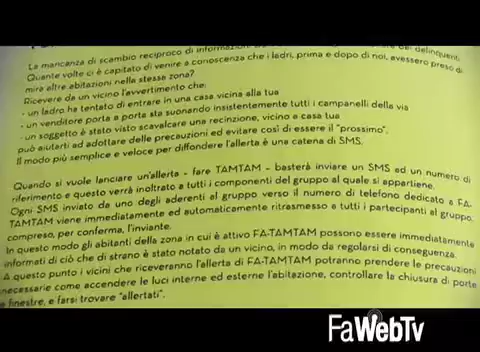 La mancanza di scambio reciproco di informazioni dei delinquenti.
Quante volte ci è capitato di venire a conoscenza che i ladri, prima e dopo di noi, avessero preso di
mira altre abitazioni nella stessa zona?
Ricevere da un vicino l'avvertimento che:
- un ladro ha tentato di entrare in una casa vicina alla tua
- un venditore porta a porta sta suonando insistentemente tutti i campanelli della via
- un soggetto è stato visto scavalcare una recinzione, vicino a casa tua
può aiutarti ad adottare delle precauzioni ed evitare così di essere il "prossimo".
Il modo più semplice e veloce per diffondere l'allerta è una catena di SMS.
Quando si vuole lanciare un'allerta - fare TAMTAM - basterà inviare un SMS ad un numero di
riferimento e questo verrà inoltrato a tutti i componenti del gruppo al quale si appartiene.
Ogni SMS inviato da uno degli aderenti al gruppo verso il numero di telefono dedicato a FA-
TAMTAM viene immediatamente ed automaticamente ritrasmesso a tutti i partecipanti al gruppo,
compreso, per conferma, l'inviante.
In questo modo gli abitanti della zona in cui è attivo FA-TAMTAM possono essere immediatamente
informati di ciò che di strano è stato notato da un vicino, in modo da regolarsi di conseguenza.
A questo punto i vicini che riceveranno l'allerta di FA-TAMTAM potranno prendere le precauzioni
necessarie come accendere le luci interne ed esterne l'abitazione, controllare la chiusura di porte
e finestre, e farsi trovare "allertati".
FaWebTv